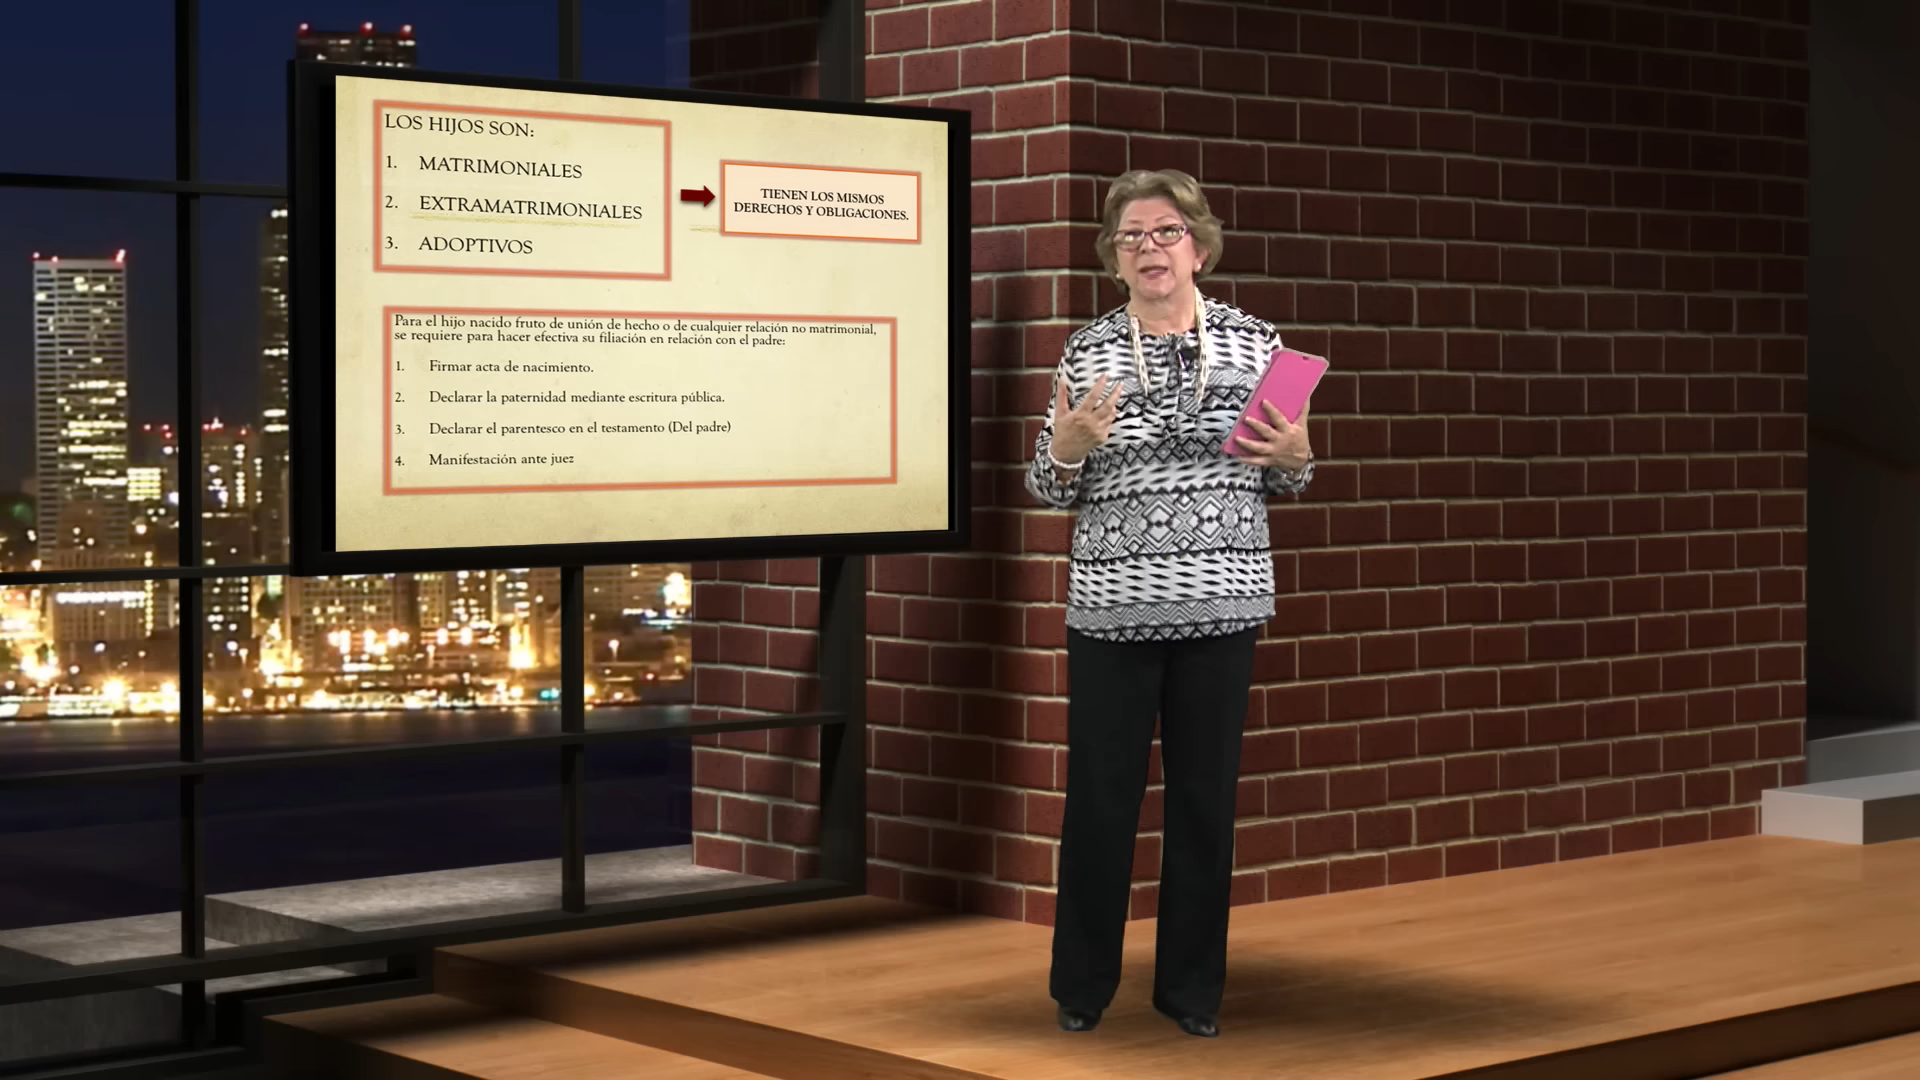 LOS HIJOS SON:
1. MATRIMONIALES
2. EXTRAMATRIMONIALES
3. ADOPTIVOS
TIENEN LOS MISMOS
DERECHOS Y OBLIGACIONES.
Para el hijo nacido fruto de unión de hecho o de cualquier relación no matrimonial,
se requiere para hacer efectiva su filiación en relación con el padre:
1. Firmar acta de nacimiento.
2. Declarar la paternidad mediante escritura pública.
3. Declarar el parentesco en el testamento (Del padre)
4. Manifestación ante juez